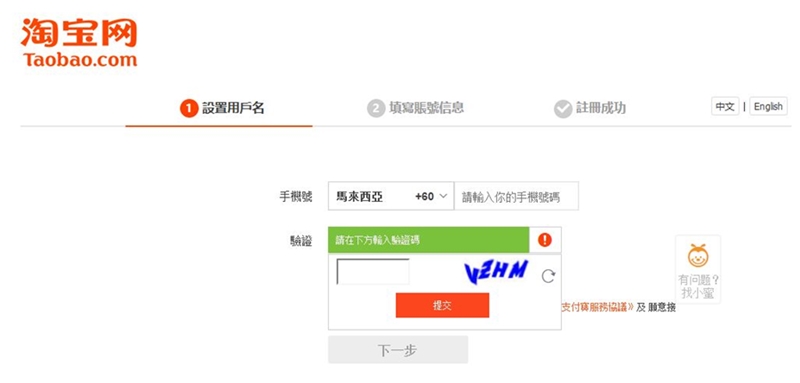 淘宝网
Taobao.com
1 設置用戶名
2 填寫賬號信息
註冊成功
中文 | English
手機號
馬來西亞 +60
請輸入你的手機號碼
驗證
請在下方輸入驗證碼
VZHM
提交
有问题?
找小蜜
支付寶服務協議》及 願意接
下一步